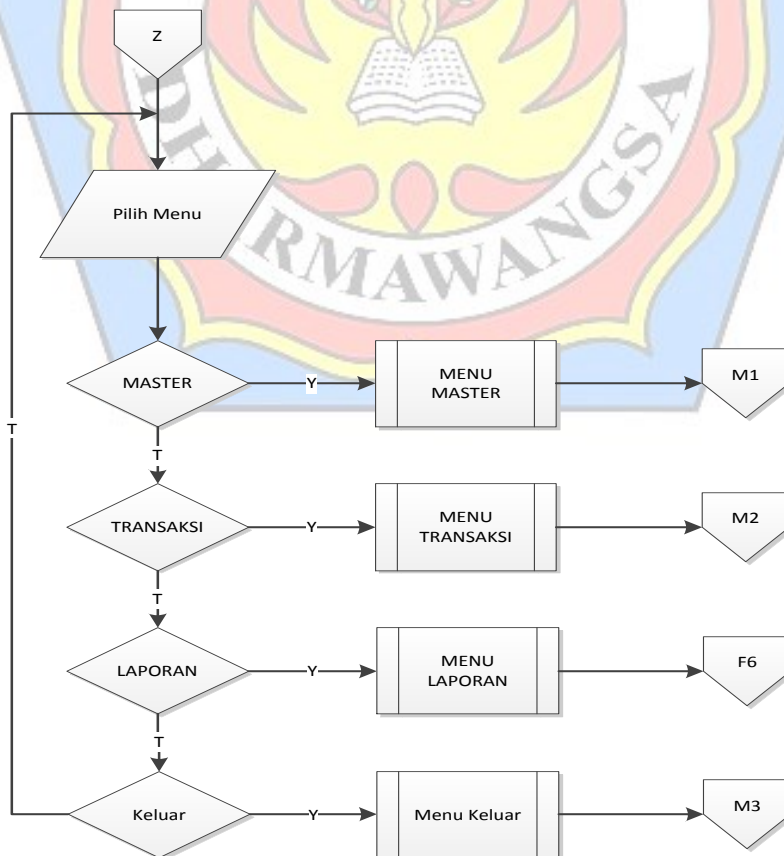 Z
DH RMAWANGSA
Pilih Menu
MASTER
Y
MENU
MASTER
M1
T
T
TRANSAKSI
Y
MENU
TRANSAKSI
M2
T
LAPORAN
Y
MENU
LAPORAN
F6
T
Keluar
Y
Menu Keluar
M3